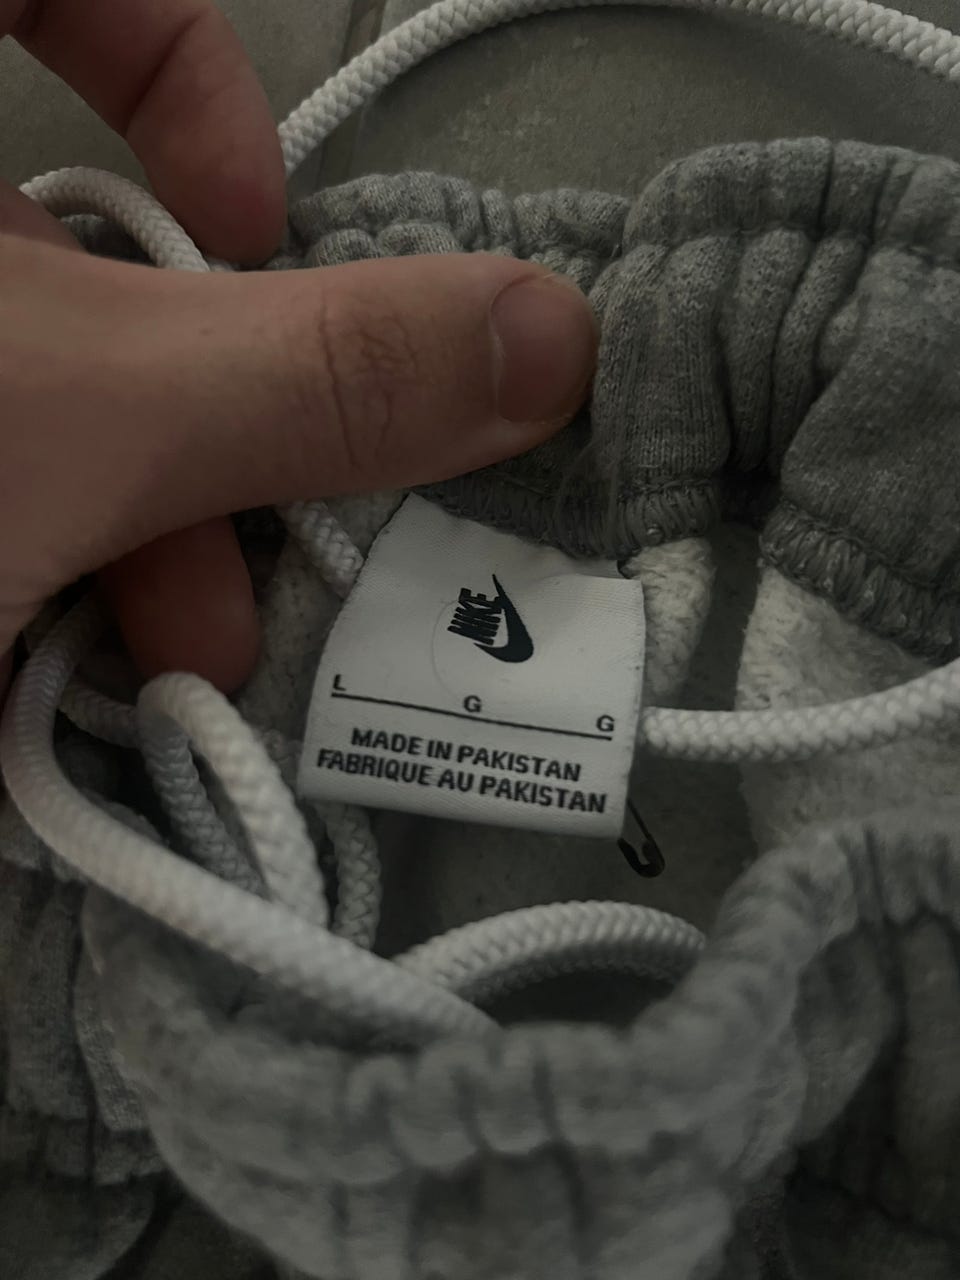 NIKE
L G G
MADE IN PAKISTAN
FABRIQUE AU PAKISTAN